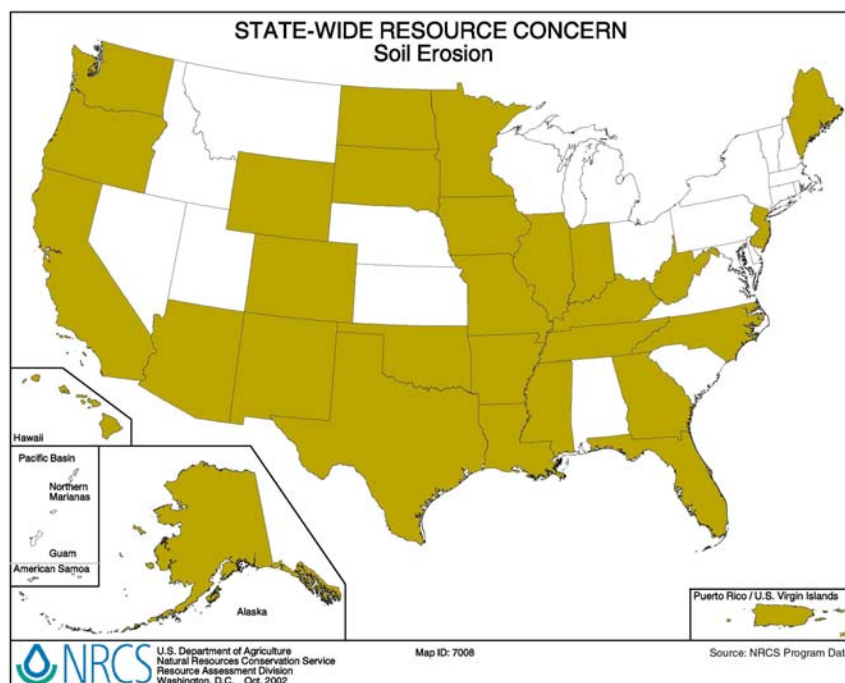 STATE-WIDE RESOURCE CONCERN
Soil Erosion
Hawaii
Pacific Basin
Northern
Marianas
Guam
American Samoa
Alaska
Puerto Rico / U.S. Virgin Islands
NRCS
U.S. Department of Agriculture
Natural Resources Conservation Service
Resource Assessment Division
Washington, D.C. Oct. 2002
Map ID: 7008
Source: NRCS Program Dat